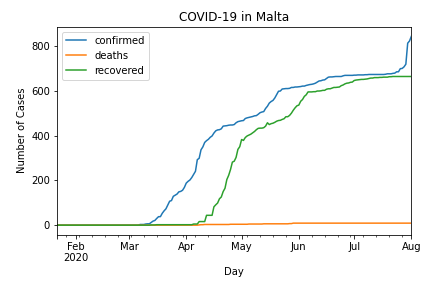 COVID-19 in Malta
confirmed
deaths
recovered
Number of Cases
800
600
400
200
0
Feb Mar Apr May Jun Jul Aug
2020
Day